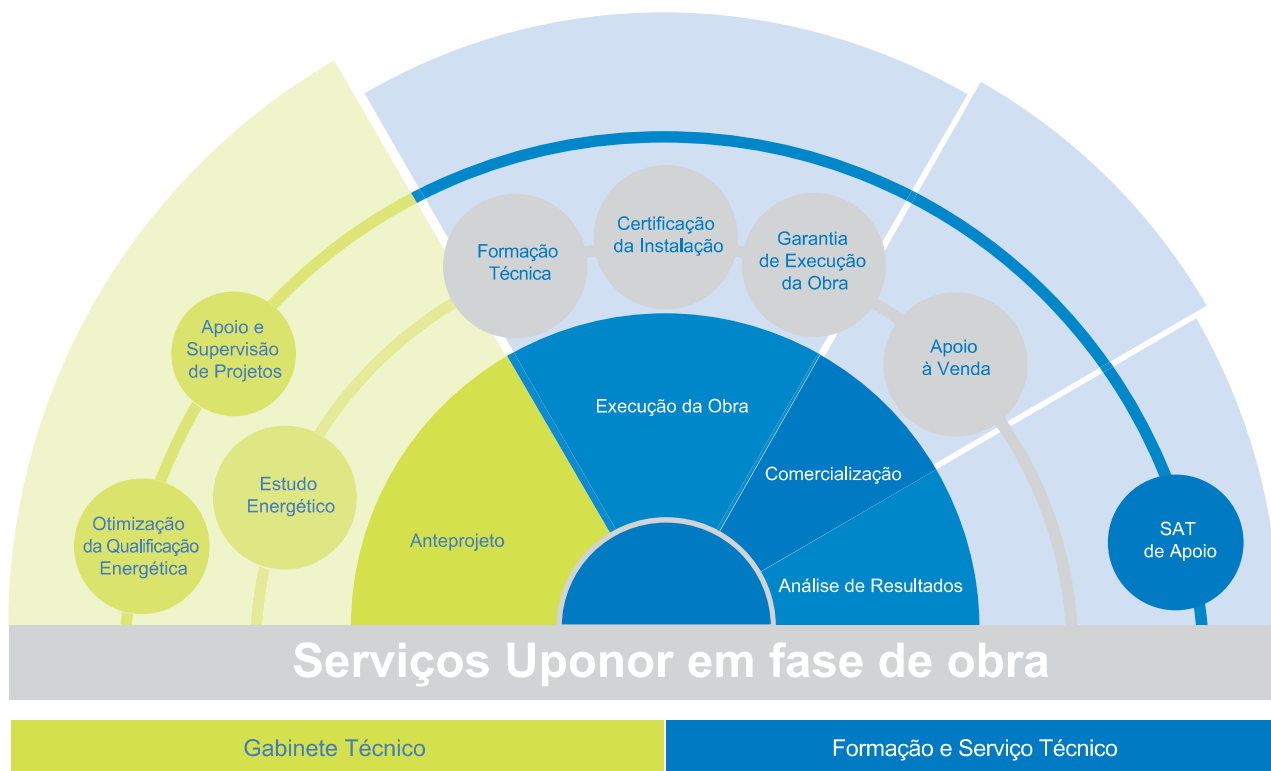 Formação
Técnica
Certificação
da Instalação
Garantia
de Execução
da Obra
Apoio e
Supervisão
de Projetos
Apoio
à Venda
Execução da Obra
Comercialização
Estudo
Energético
Otimização
da Qualificação
Energética
Anteprojeto
SAT
de Apoio
Análise de Resultados
Serviços Uponor em fase de obra
Gabinete Técnico
Formação e Serviço Técnico